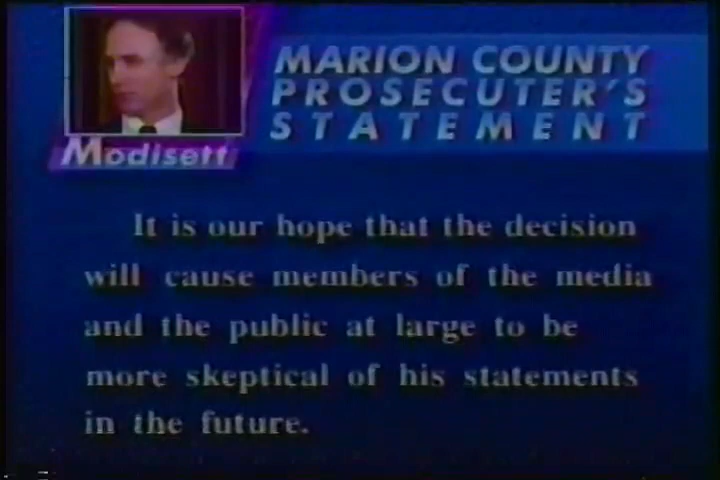 MARION COUNTY
PROSECUTER'S
STATEMENT
Modisett
It is our hope that the decision
will cause members of the media
and the public at large to be
more skeptical of his statements
in the future.